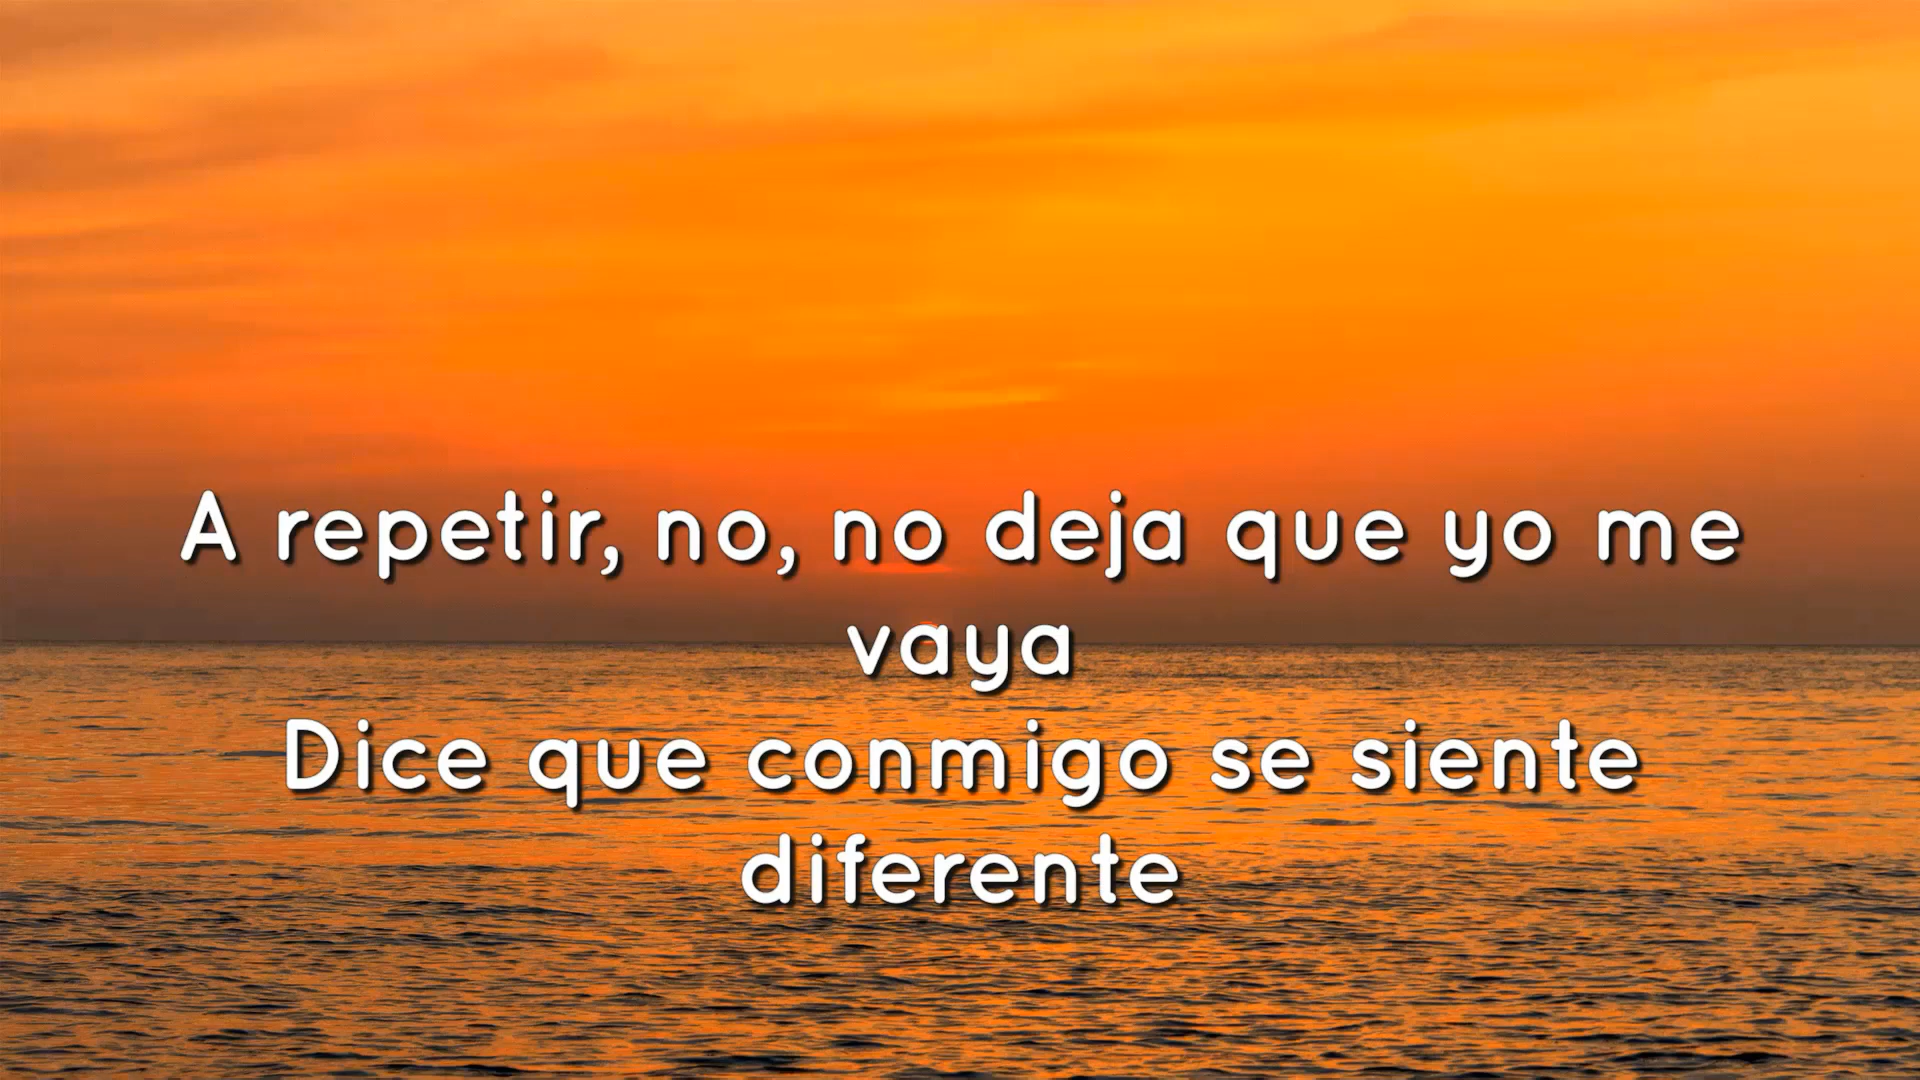 A repetir, no, no deja que yo me
vaya
Dice que conmigo se siente
diferente